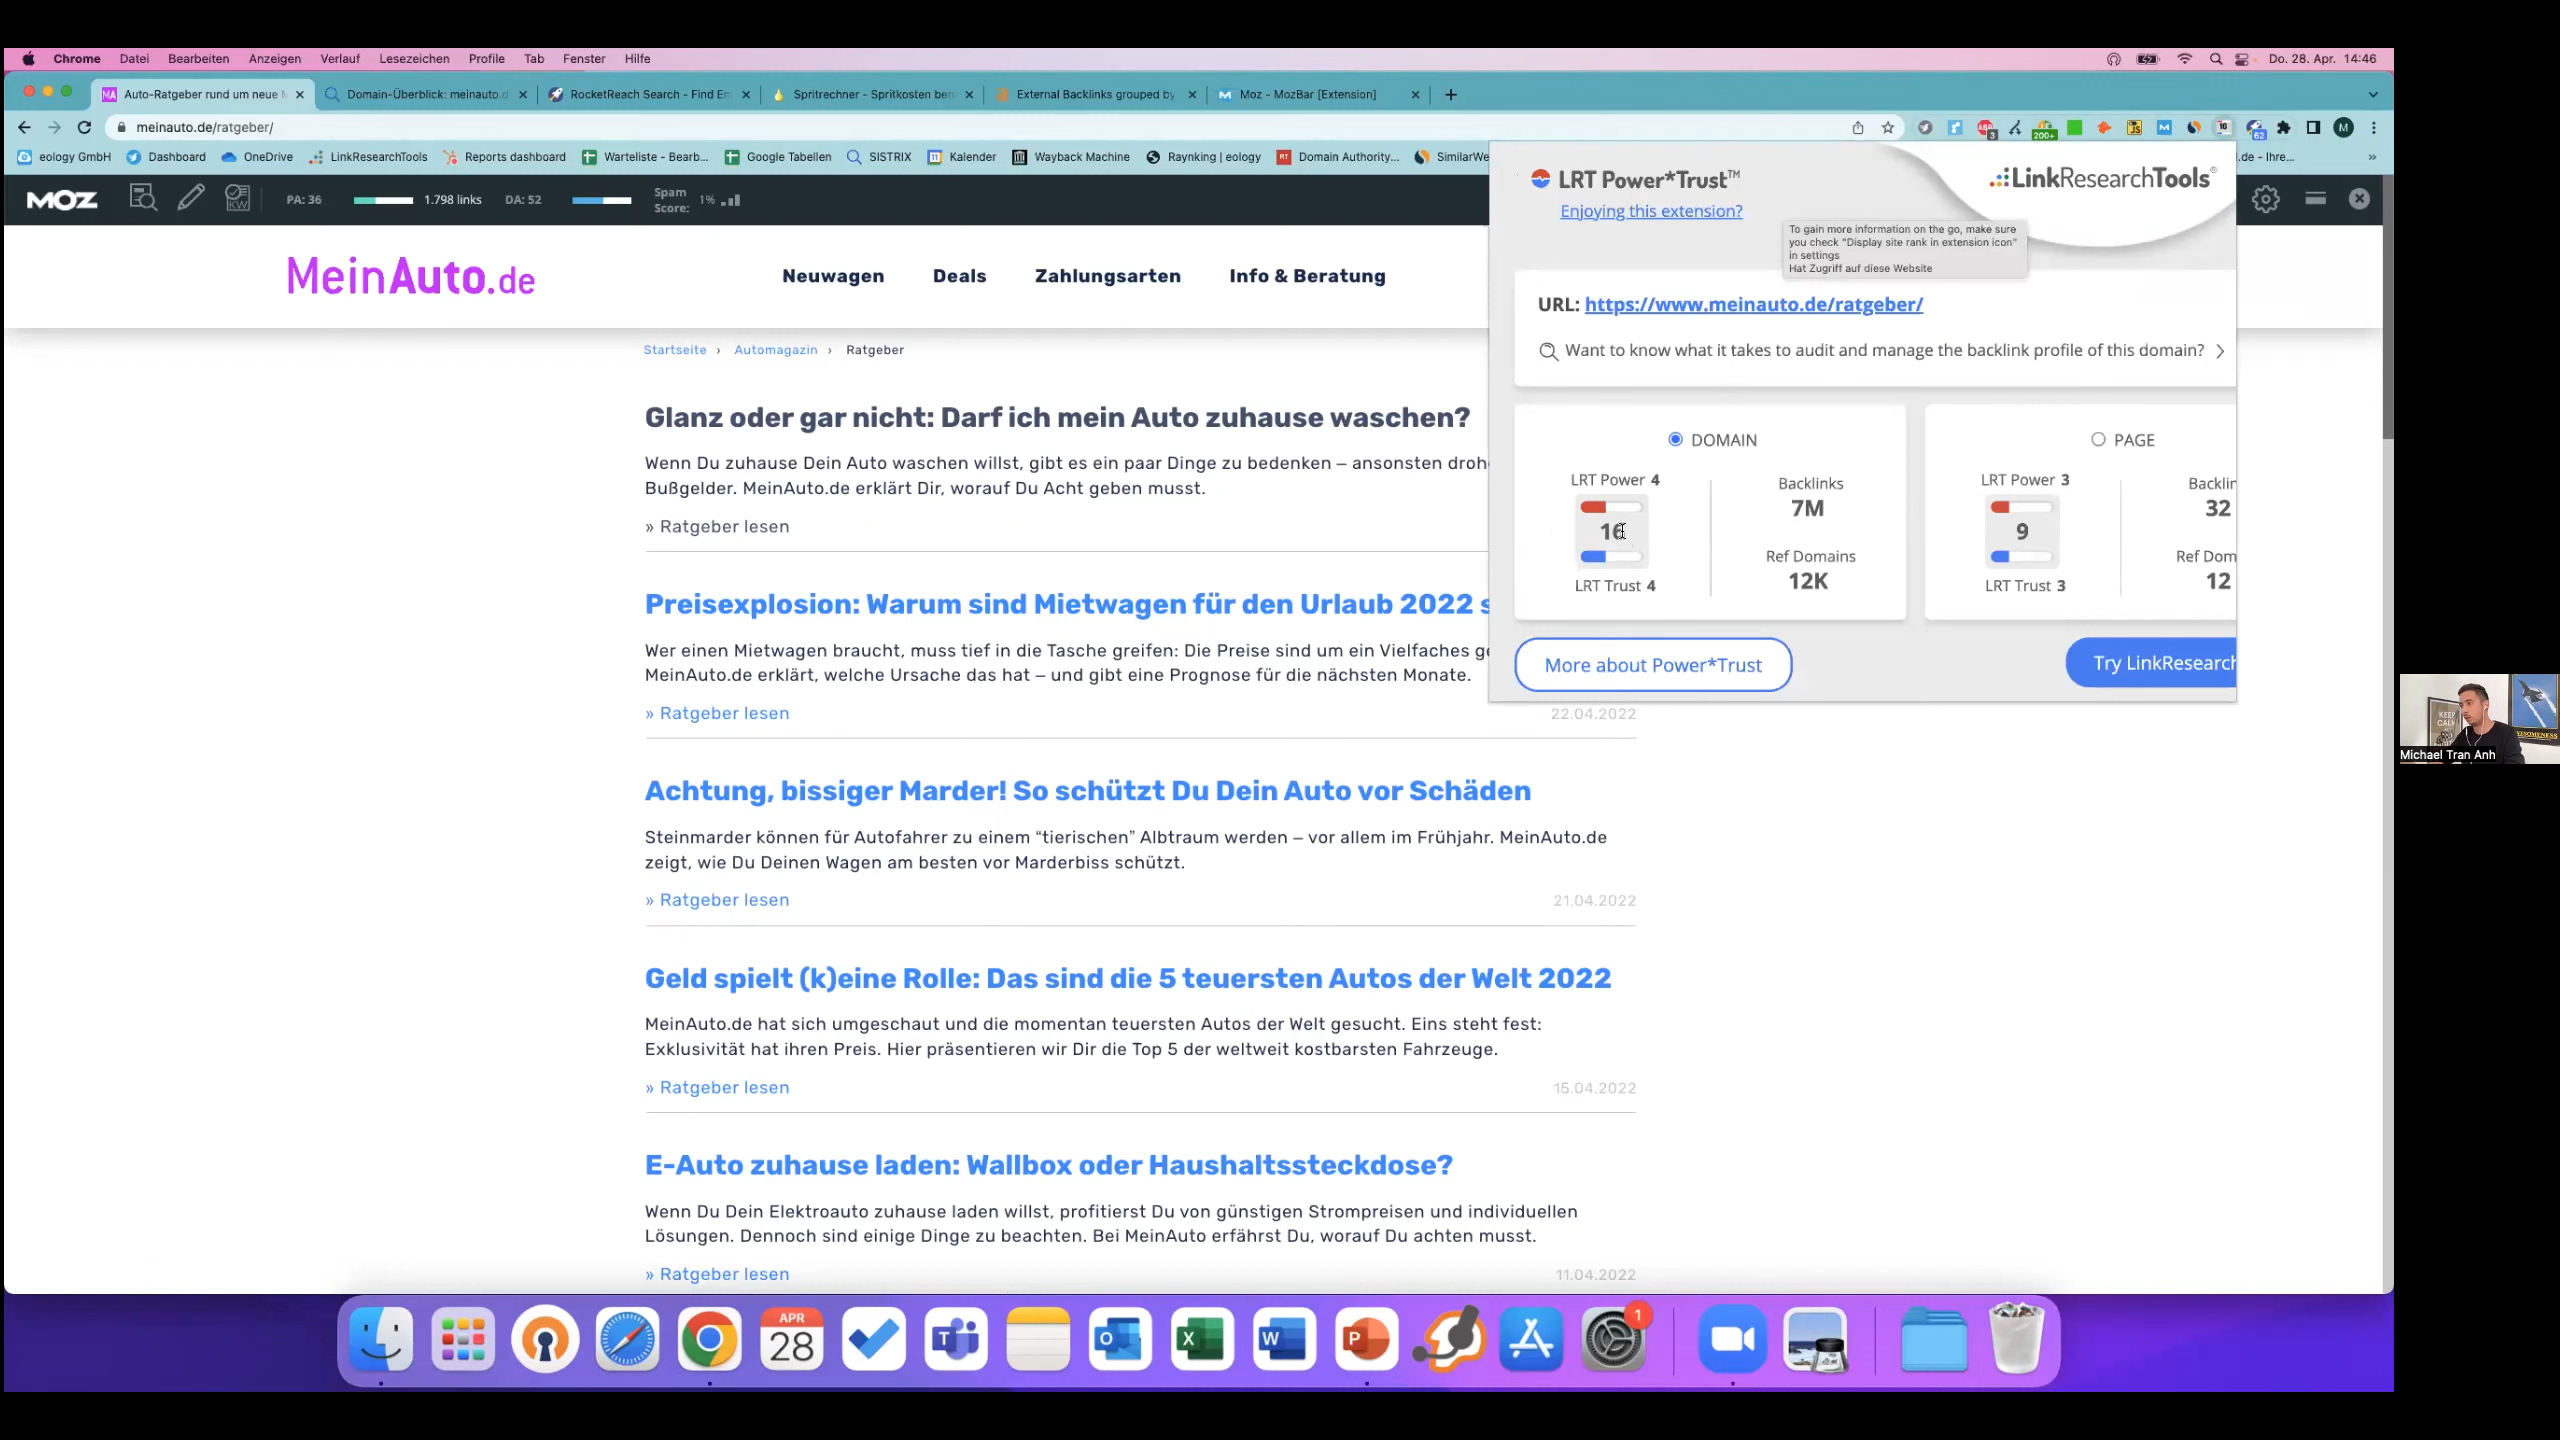 Chrome Datei Bearbeiten Anzeigen Verlauf Lesezeichen Profile Tab Fenster Hilfe Do. 28. Apr. 14:46
MA Auto-Ratgeber rund um neue Domain-Überblick: meinauto.d RocketReach Search - Find Em Spritrechner - Spritkosten ber External Backlinks grouped by M Moz - MozBar [Extension]
meinauto.de/ratgeber/
eology GmbH Dashboard OneDrive LinkResearchTools Reports dashboard Warteliste - Bearb... Google Tabellen SISTRIX Kalender Wayback Machine Raynking | eology Domain Authority... SimilarWe .de - Ihre...
MOZ PA: 36 1.798 links DA: 52 Spam Score: 1%
MeinAuto.de Neuwagen Deals Zahlungsarten Info & Beratung
Startseite › Automagazin › Ratgeber
Glanz oder gar nicht: Darf ich mein Auto zuhause waschen?
Wenn Du zuhause Dein Auto waschen willst, gibt es ein paar Dinge zu bedenken – ansonsten drohe
Bußgelder. MeinAuto.de erklärt Dir, worauf Du Acht geben musst.
» Ratgeber lesen
Preisexplosion: Warum sind Mietwagen für den Urlaub 2022 s
Wer einen Mietwagen braucht, muss tief in die Tasche greifen: Die Preise sind um ein Vielfaches ge
MeinAuto.de erklärt, welche Ursache das hat – und gibt eine Prognose für die nächsten Monate.
» Ratgeber lesen 22.04.2022
Achtung, bissiger Marder! So schützt Du Dein Auto vor Schäden
Steinmarder können für Autofahrer zu einem “tierischen” Albtraum werden – vor allem im Frühjahr. MeinAuto.de
zeigt, wie Du Deinen Wagen am besten vor Marderbiss schützt.
» Ratgeber lesen 21.04.2022
Geld spielt (k)eine Rolle: Das sind die 5 teuersten Autos der Welt 2022
MeinAuto.de hat sich umgeschaut und die momentan teuersten Autos der Welt gesucht. Eins steht fest:
Exklusivität hat ihren Preis. Hier präsentieren wir Dir die Top 5 der weltweit kostbarsten Fahrzeuge.
» Ratgeber lesen 15.04.2022
E-Auto zuhause laden: Wallbox oder Haushaltssteckdose?
Wenn Du Dein Elektroauto zuhause laden willst, profitierst Du von günstigen Strompreisen und individuellen
Lösungen. Dennoch sind einige Dinge zu beachten. Bei MeinAuto erfährst Du, worauf Du achten musst.
» Ratgeber lesen 11.04.2022
LRT Power*Trust™ LinkResearchTools®
Enjoying this extension?
To gain more information on the go, make sure
you check "Display site rank in extension icon"
in settings
Hat Zugriff auf diese Website
URL: https://www.meinauto.de/ratgeber/
Want to know what it takes to audit and manage the backlink profile of this domain?
DOMAIN
LRT Power 4
16
LRT Trust 4
Backlinks
7M
Ref Domains
12K
PAGE
LRT Power 3
9
LRT Trust 3
Backlin
32
Ref Dom
12
More about Power*Trust Try LinkResearch
KEEP
CALM
Michael Tran Anh
APR
28
1